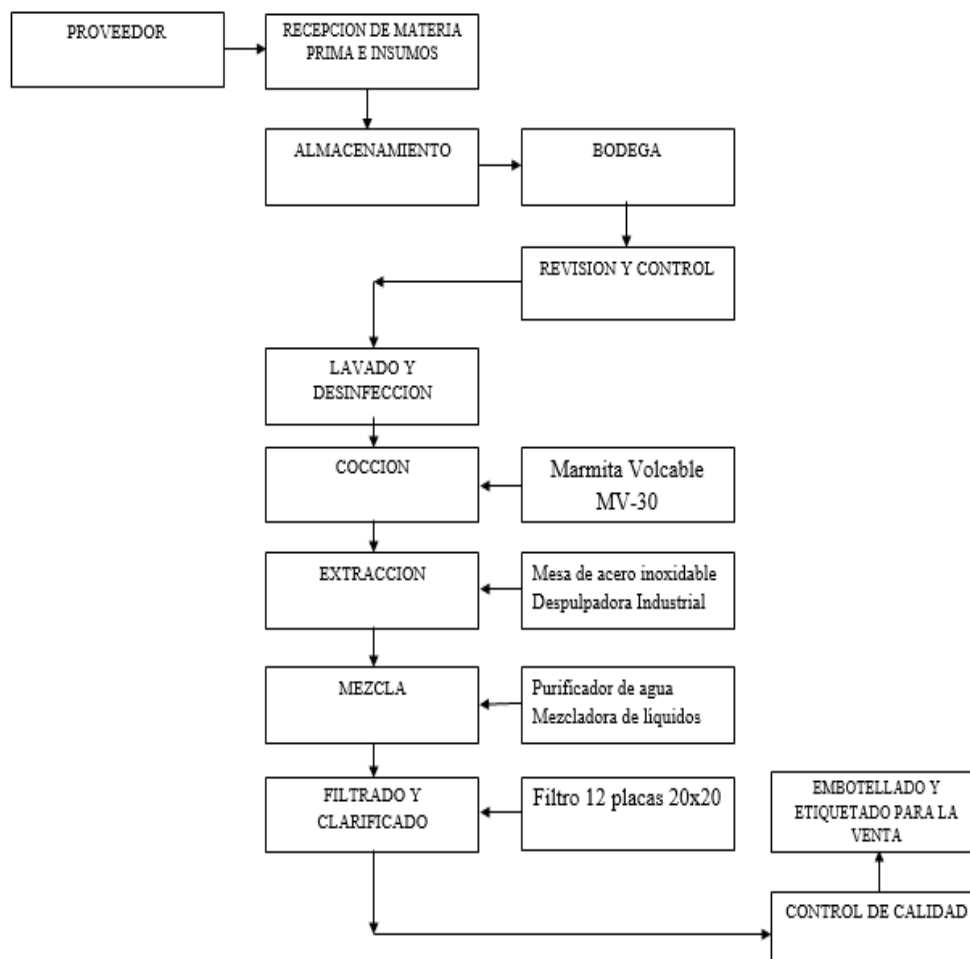 PROVEEDOR
RECEPCION DE MATERIA
PRIMA E INSUMOS
ALMACENAMIENTO
BODEGA
REVISION Y CONTROL
LAVADO Y
DESINFECCION
COCCION
Marmita Volcable
MV-30
EXTRACCION
Mesa de acero inoxidable
Despulpadora Industrial
MEZCLA
Purificador de agua
Mezcladora de líquidos
FILTRADO Y
CLARIFICADO
Filtro 12 placas 20x20
EMBOTELLADO Y
ETIQUETADO PARA LA
VENTA
CONTROL DE CALIDAD